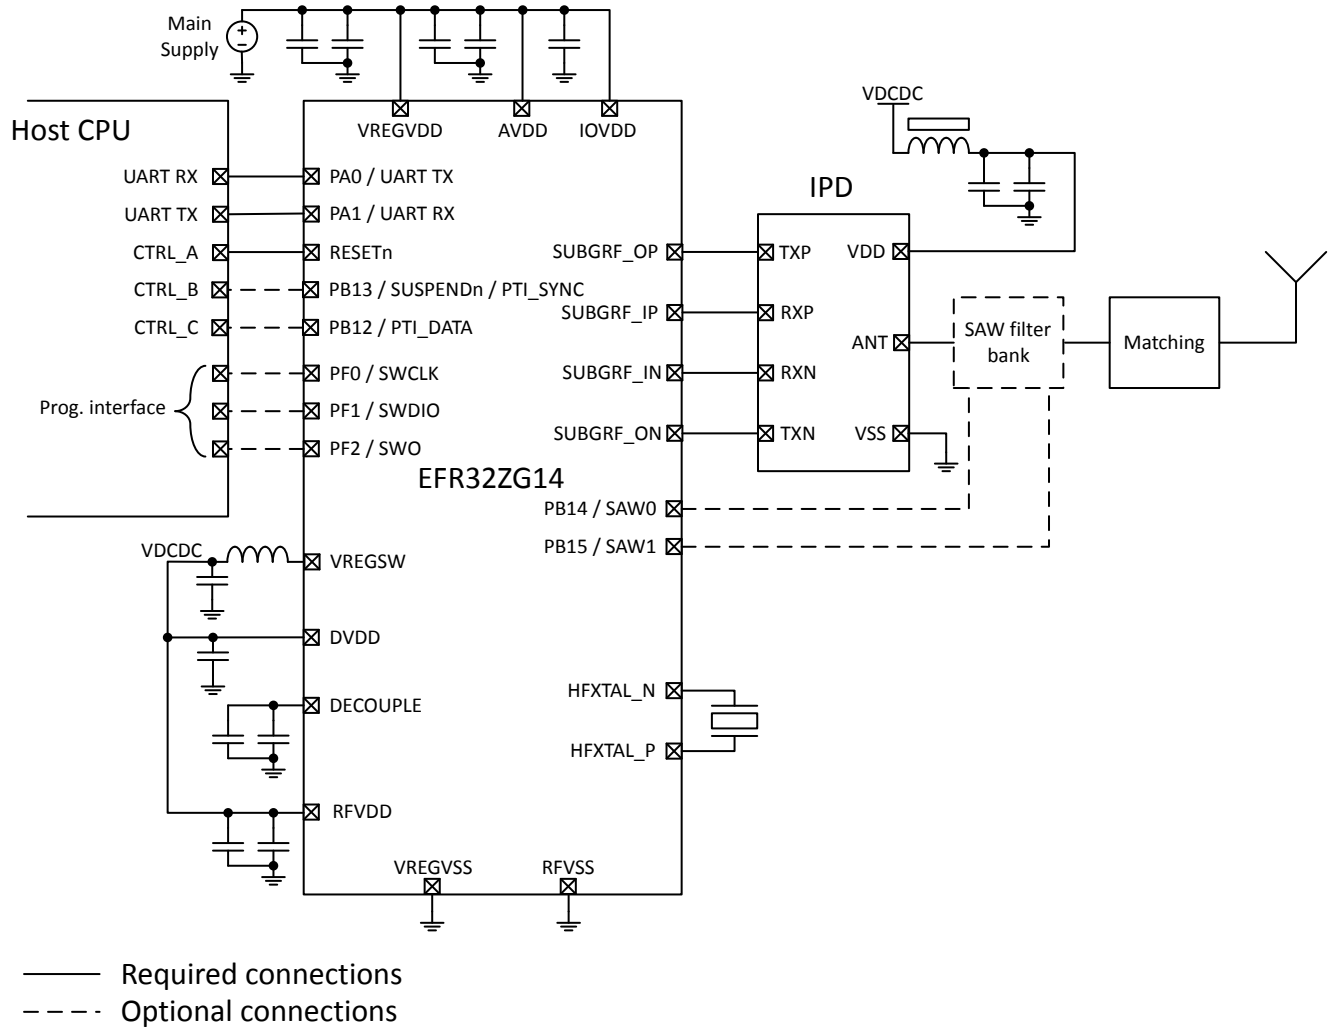 Main
Supply
VDCDC
Host CPU
VREGVDD
AVDD
IOVDD
UART RX
PA0 / UART TX
IPD
UART TX
PA1 / UART RX
CTRL_A
RESETn
SUBGRF_OP
TXP
VDD
CTRL_B
PB13 / SUSPENDn / PTI_SYNC
SUBGRF_IP
RXP
CTRL_C
PB12 / PTI_DATA
ANT
SAW filter
bank
Matching
PF0 / SWCLK
SUBGRF_IN
RXN
Prog. interface
PF1 / SWDIO
SUBGRF_ON
TXN
VSS
PF2 / SWO
EFR32ZG14
PB14 / SAW0
PB15 / SAW1
VDCDC
VREGSW
DVDD
HFXTAL_N
DECOUPLE
HFXTAL_P
RFVDD
VREGVSS
RFVSS
Required connections
Optional connections